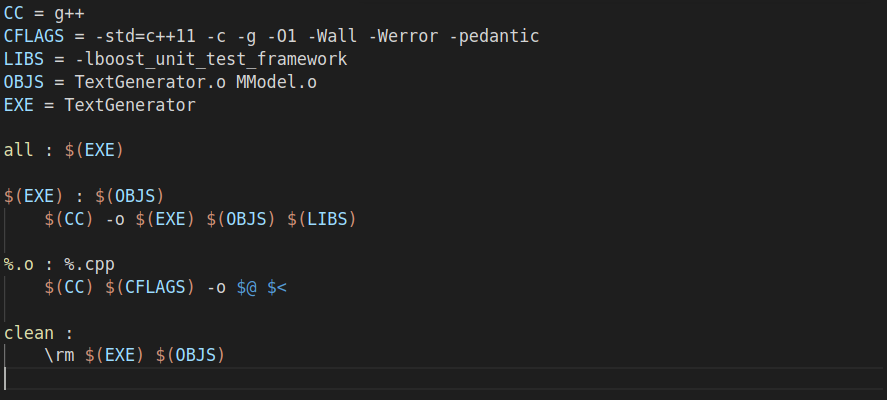 CC = g++
CFLAGS = -std=c++11 -c -g -O1 -Wall -Werror -pedantic
LIBS = -lboost_unit_test_framework
OBJS = TextGenerator.o MModel.o
EXE = TextGenerator
all : $(EXE)
$(EXE) : $(OBJS)
    $(CC) -o $(EXE) $(OBJS) $(LIBS)
%.o : %.cpp
    $(CC) $(CFLAGS) -o $@ $<
clean :
    \rm $(EXE) $(OBJS)